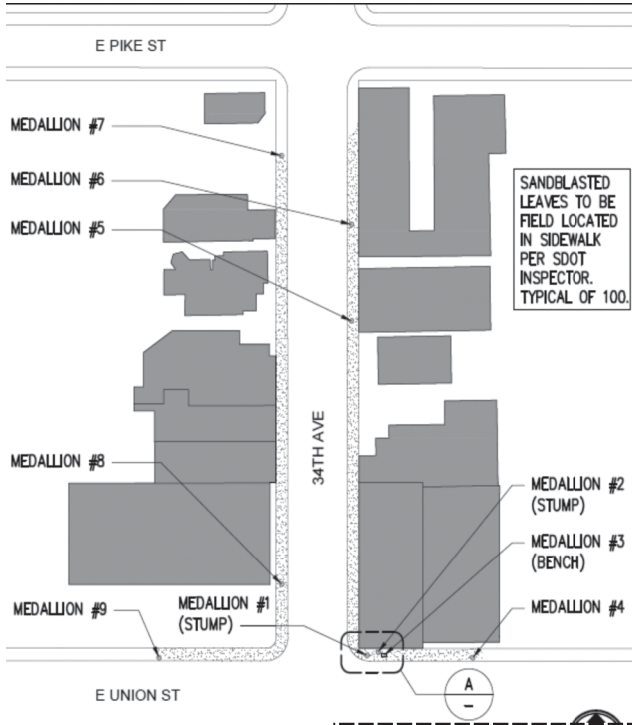 E PIKE ST
MEDALLION #7
MEDALLION #6
MEDALLION #5
SANDBLASTED
LEAVES TO BE
FIELD LOCATED
IN SIDEWALK
PER SDOT
INSPECTOR.
TYPICAL OF 100.
34TH AVE
MEDALLION #8
MEDALLION #2
(STUMP)
MEDALLION #3
(BENCH)
MEDALLION #9
MEDALLION #1
(STUMP)
MEDALLION #4
A
–
E UNION ST